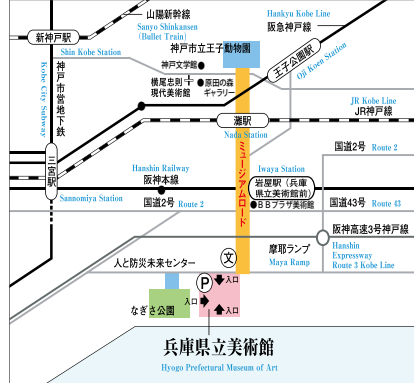 山陽新幹線
Sanyo Shinkansen
(Bullet Train)
Hankyu Kobe Line
阪急神戸線
新神戸駅
Shin Kobe Station
神戸市立王子動物園
王子公園駅
Oji Koen Station
神戸文学館
横尾忠則
現代美術館
原田の森
ギャラリー
神戸市営地下鉄
Kobe City Subway
JR Kobe Line
JR神戸線
灘駅
Nada Station
ミュージアムロード
国道2号 Route 2
三宮駅
Sannomiya Station
Hanshin Railway
阪神本線
Iwaya Station
岩屋駅（兵庫
県立美術館前）
BBプラザ美術館
国道2号 Route 2
国道43号 Route 43
阪神高速3号神戸線
Hanshin
Expressway
Route 3 Kobe Line
摩耶ランプ
Maya Ramp
文
人と防災未来センター
P
入口
入口
入口
なぎさ公園
兵庫県立美術館
Hyogo Prefectural Museum of Art